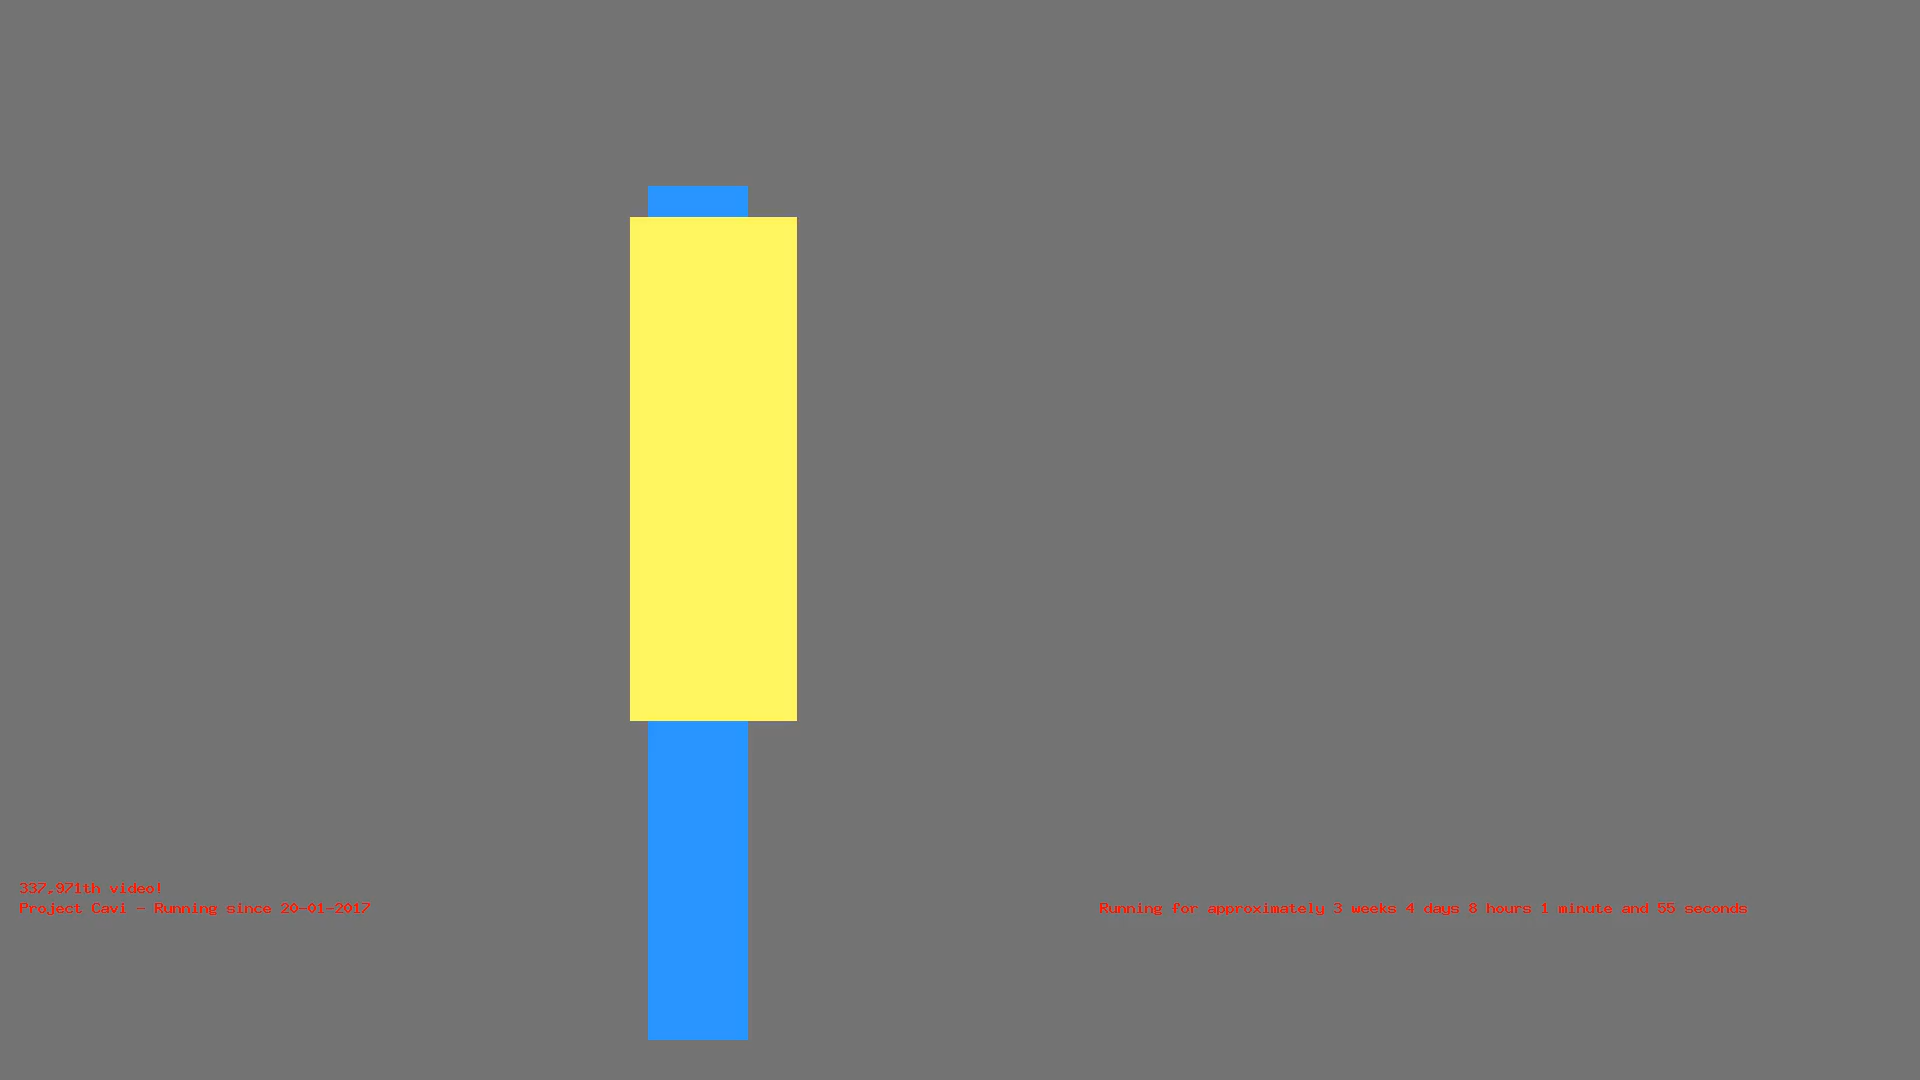 337,971th video!
Project Cavi - Running since 20-01-2017
Running for approximately 3 weeks 4 days 8 hours 1 minute and 55 seconds